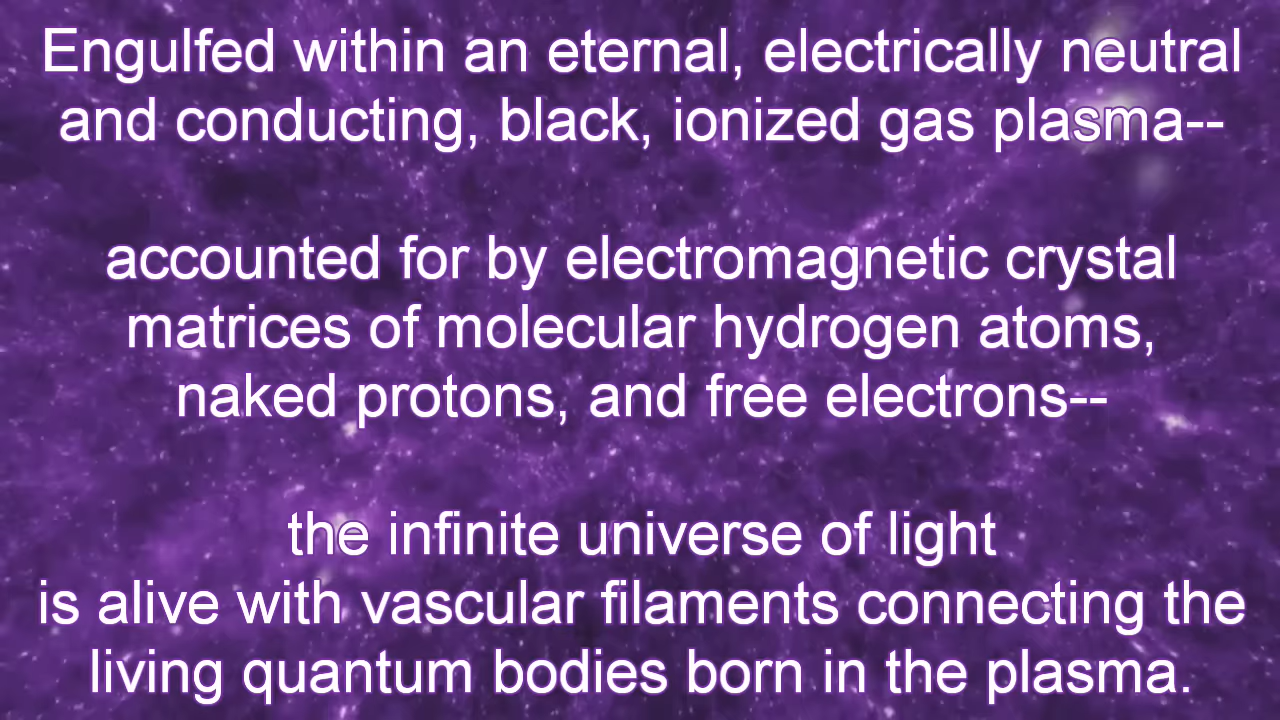 Engulfed within an eternal, electrically neutral
and conducting, black, ionized gas plasma--
accounted for by electromagnetic crystal
matrices of molecular hydrogen atoms,
naked protons, and free electrons--
the infinite universe of light
is alive with vascular filaments connecting the
living quantum bodies born in the plasma.